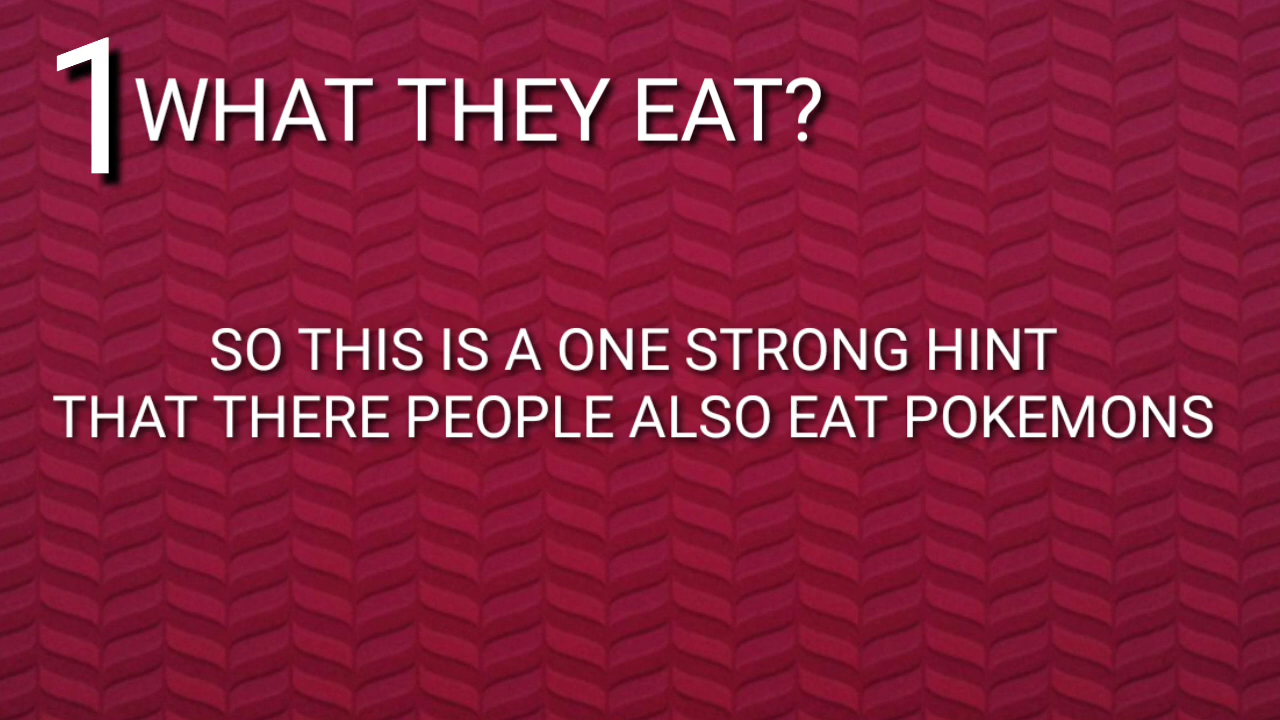 1 WHAT THEY EAT?
SO THIS IS A ONE STRONG HINT
THAT THERE PEOPLE ALSO EAT POKEMONS